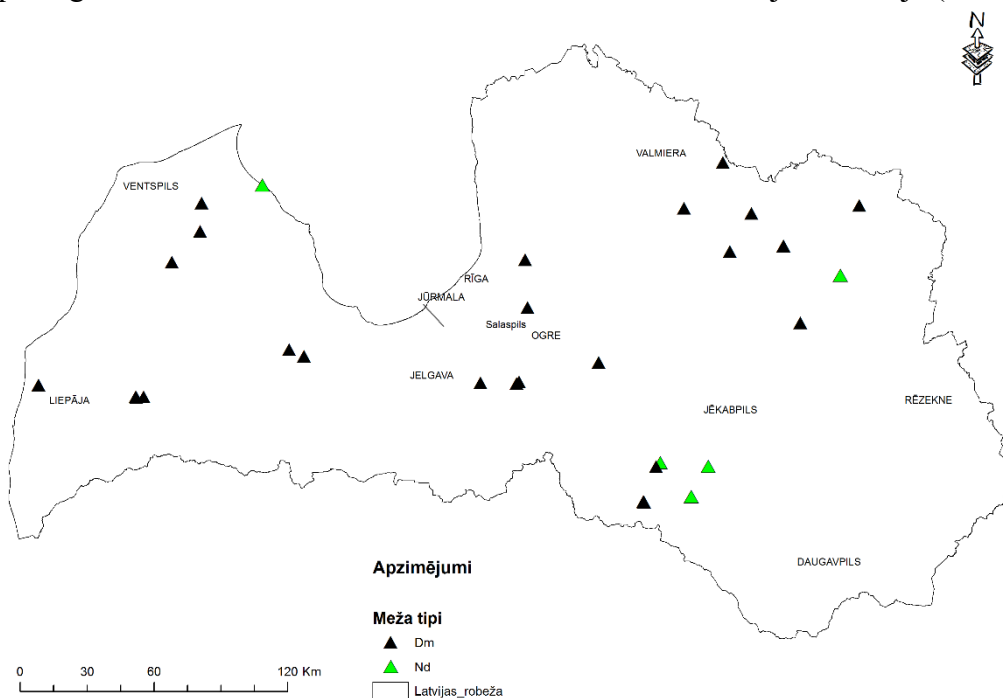 N
VALMIERA
VENTSPILS
RĪGA
JŪRMALA
Salaspils
OGRE
JELGAVA
LIEPĀJA
JĒKABPILS
RĒZEKNE
DAUGAVPILS
Apzimējumi
Meža tipi
Dm
Nd
Latvijas_robeža
0 30 60 120 Km